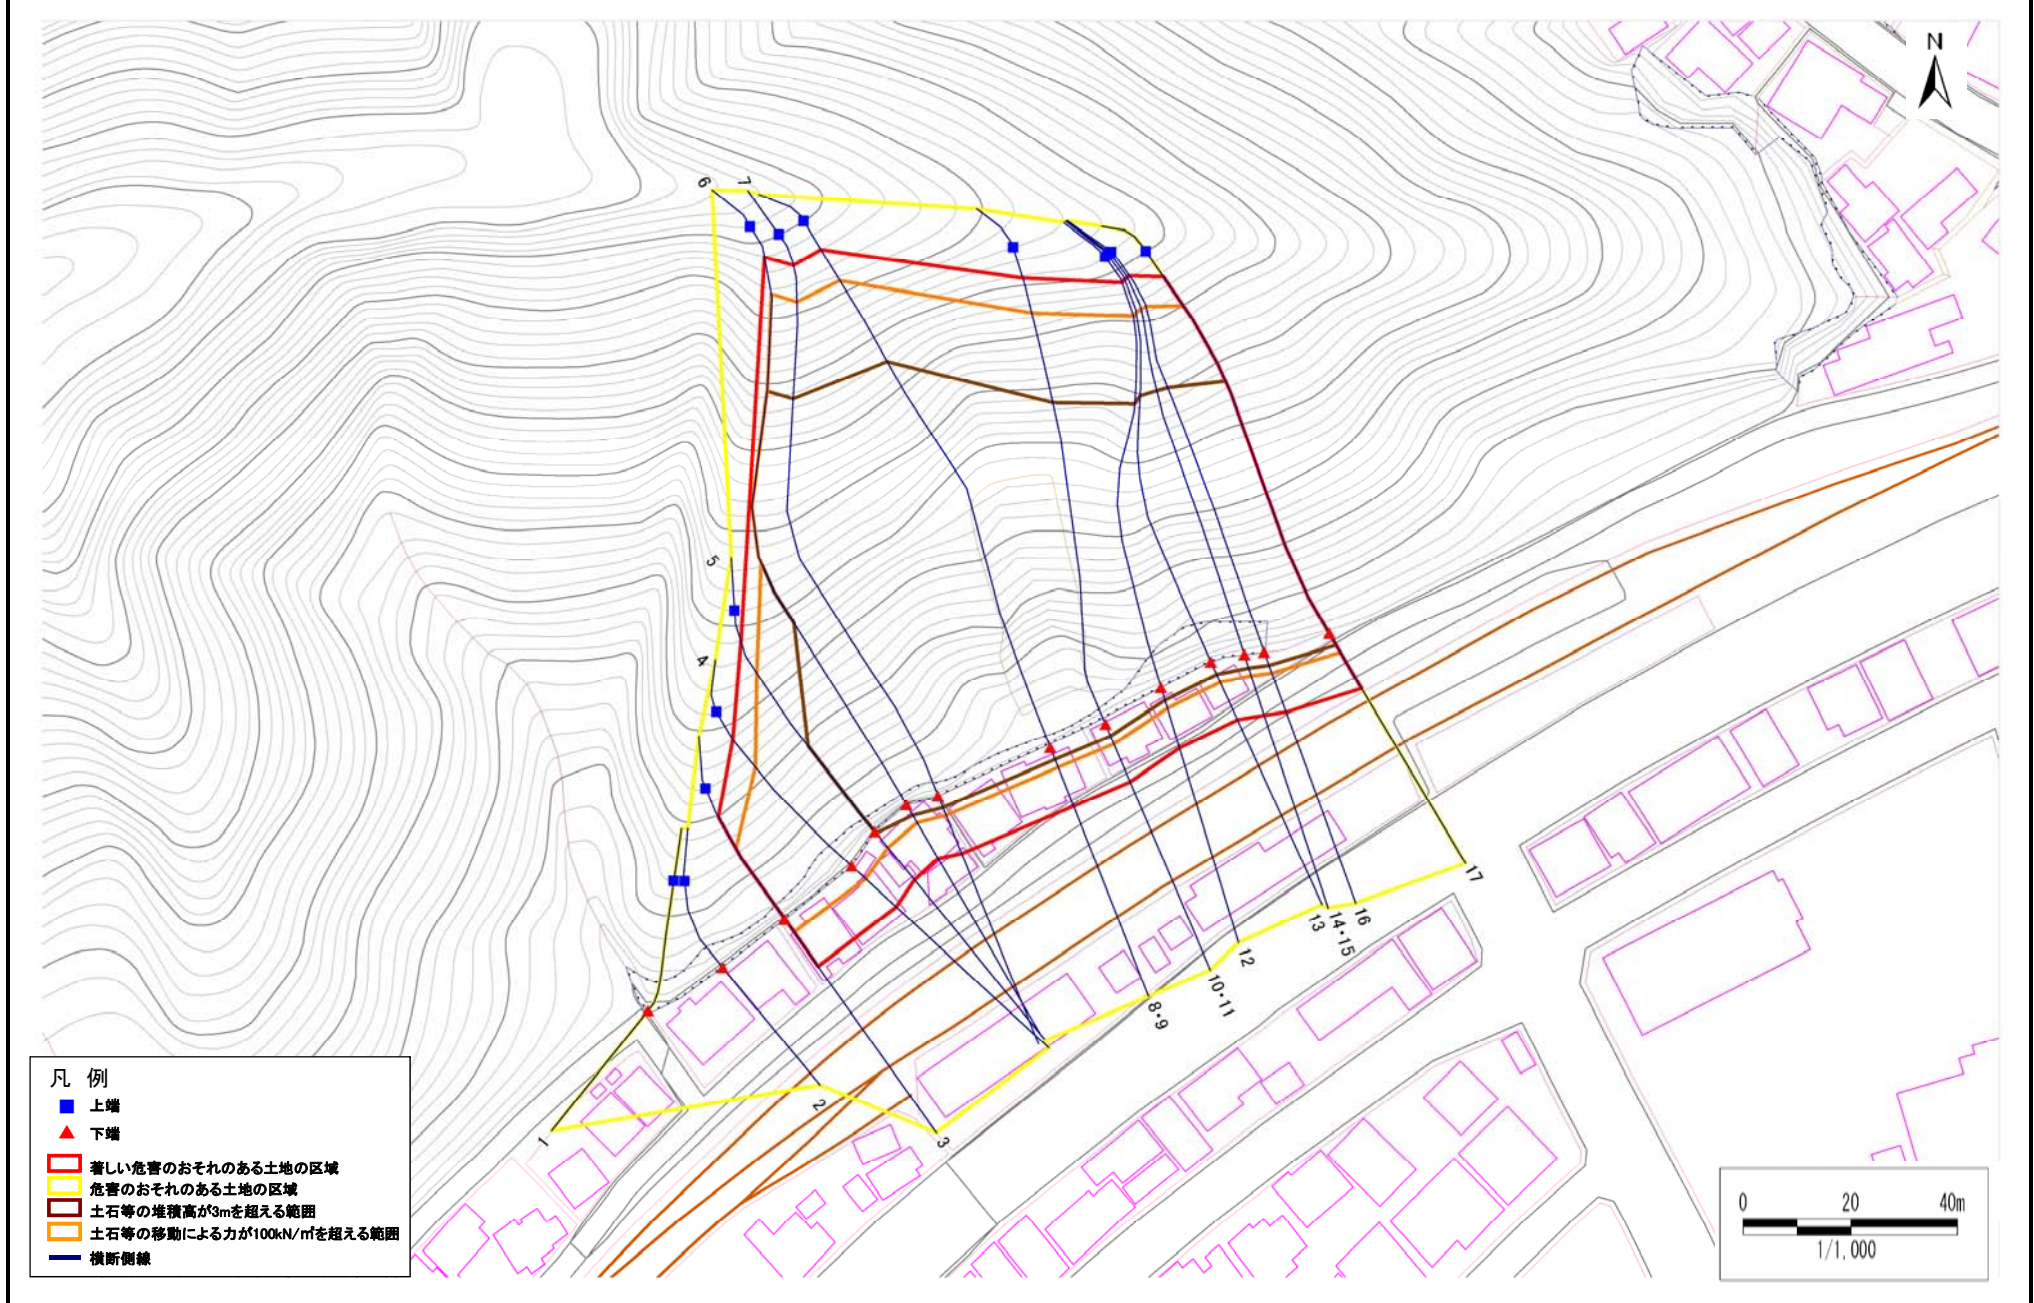 N
6
7
5
4
17
16
14・15
13
12
10・11
8・9
2
3
1
凡 例
上端
下端
著しい危害のおそれのある土地の区域
危害のおそれのある土地の区域
土石等の堆積高が3mを超える範囲
土石等の移動による力が100kN/㎡を超える範囲
横断側線
0 20 40m
1/1,000